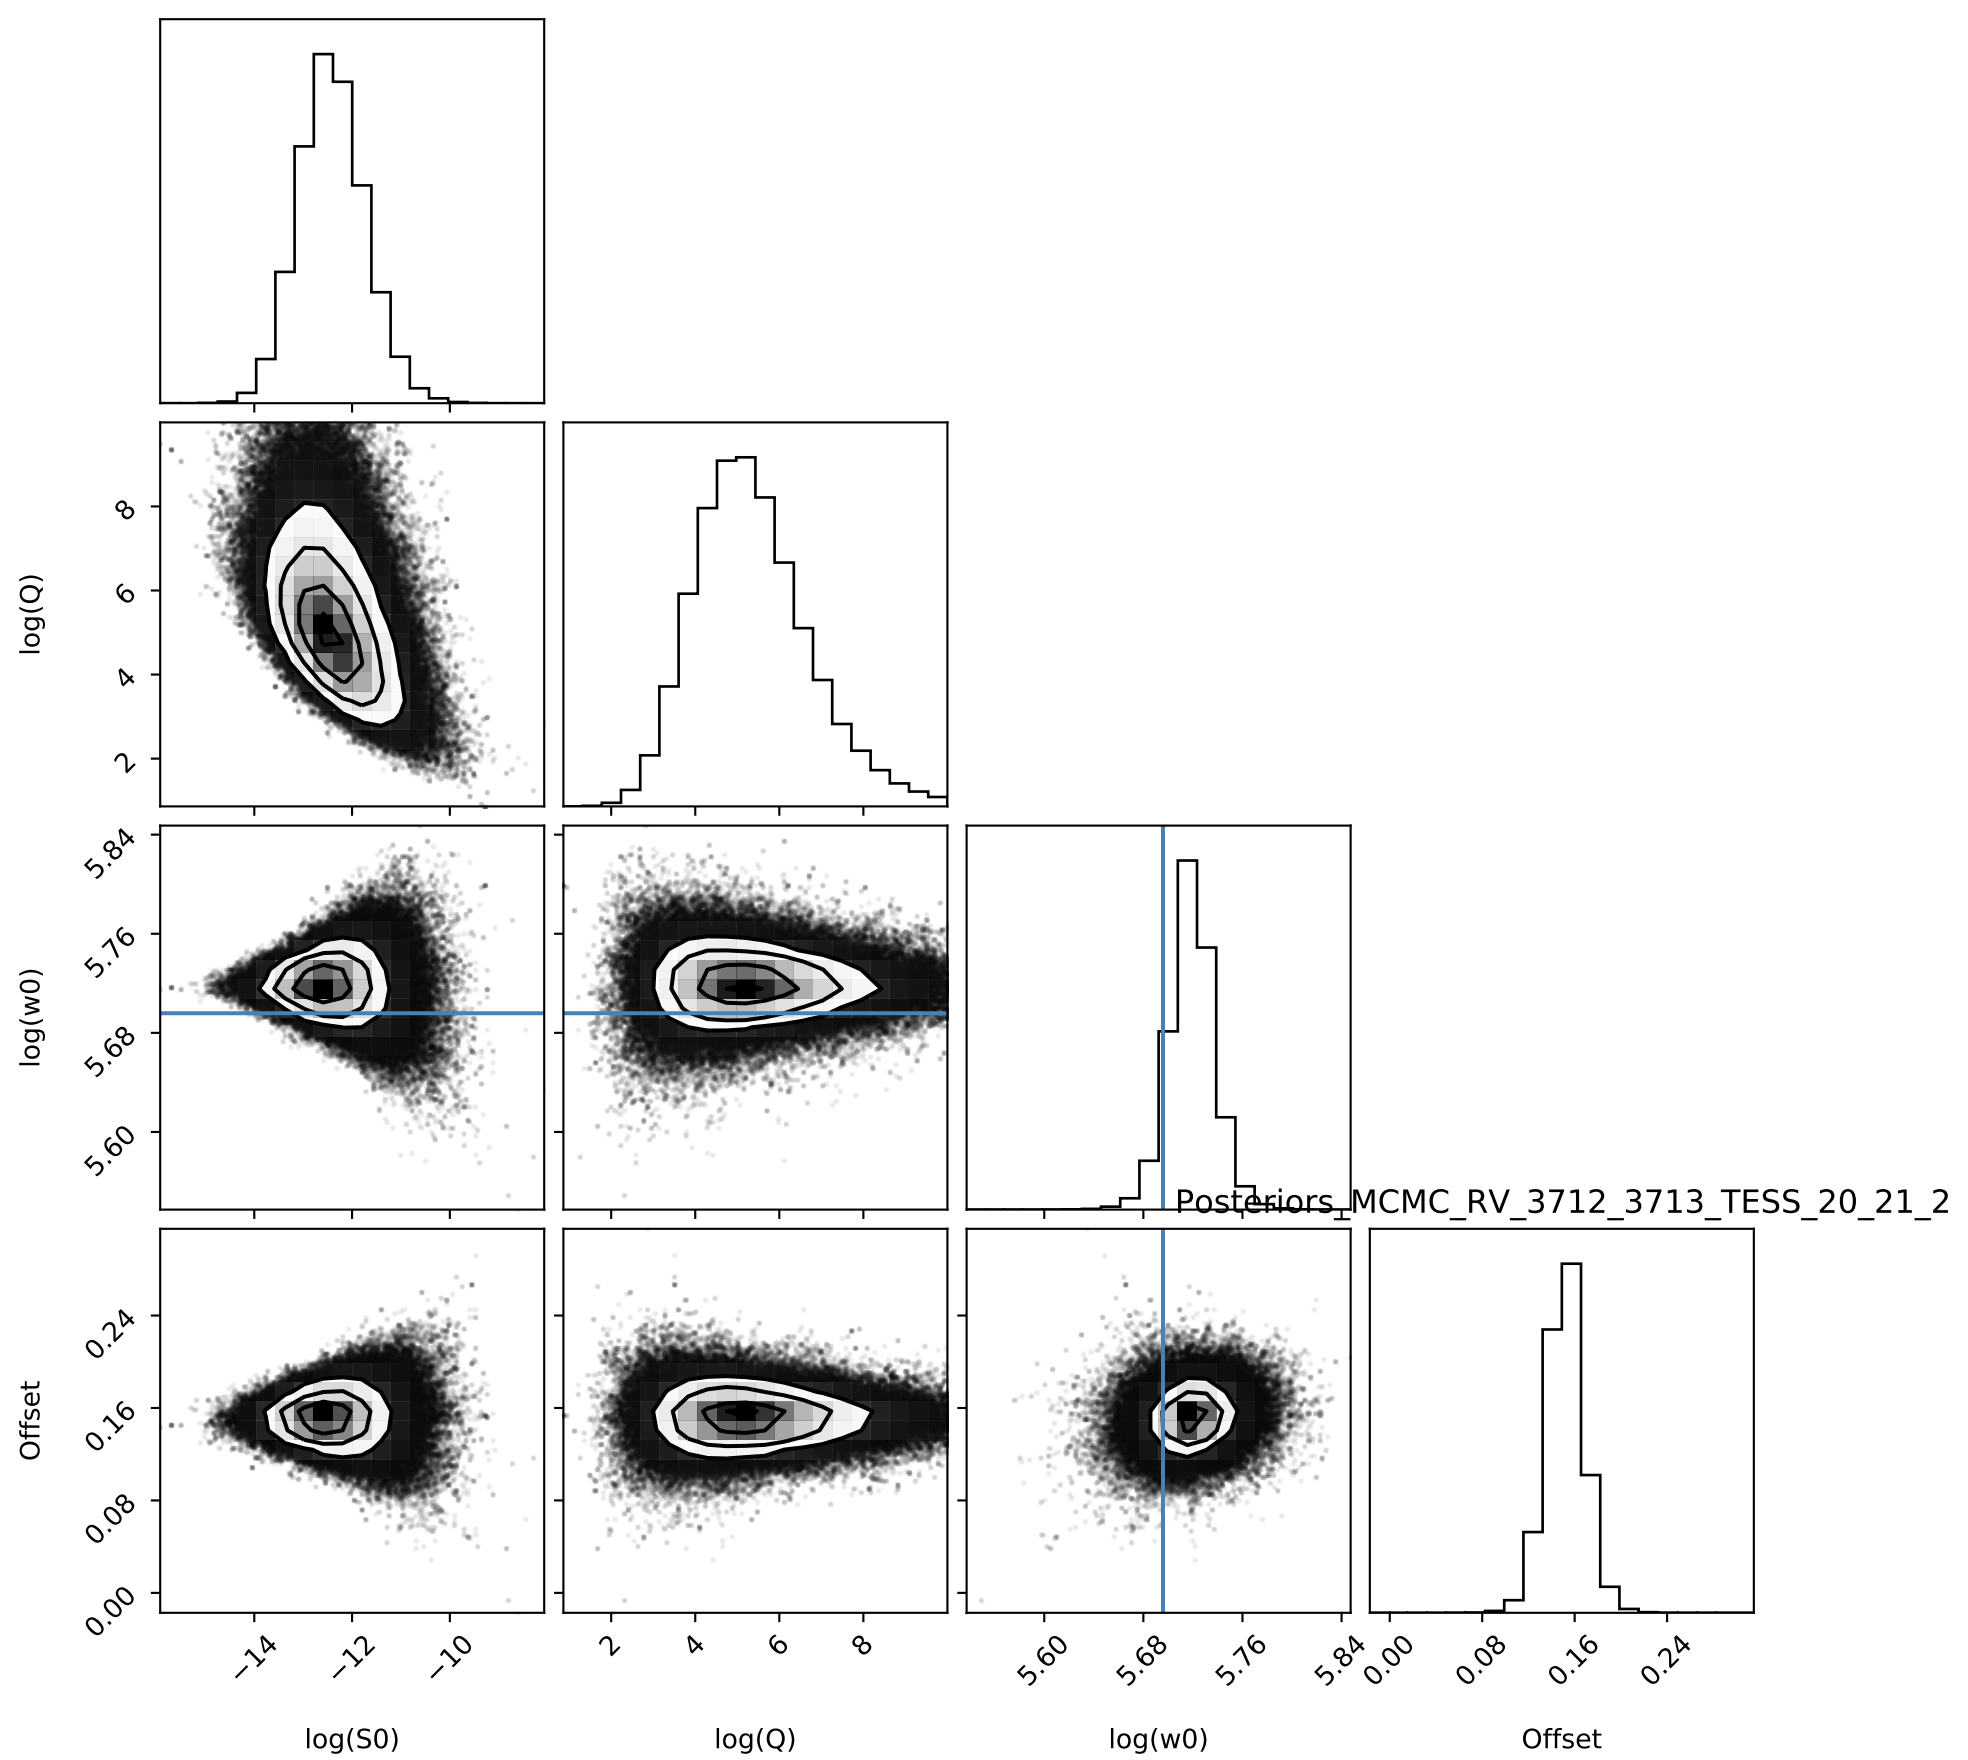 8
6
4
2
log(Q)
5.84
5.76
5.68
5.60
log(w0)
Posteriors_MCMC_RV_3712_3713_TESS_20_21_2
0.24
0.16
0.08
0.00
Offset
−14 −12 −10 2 4 6 8 5.60 5.68 5.76 5.84 0.00 0.08 0.16 0.24
log(S0) log(Q) log(w0) Offset